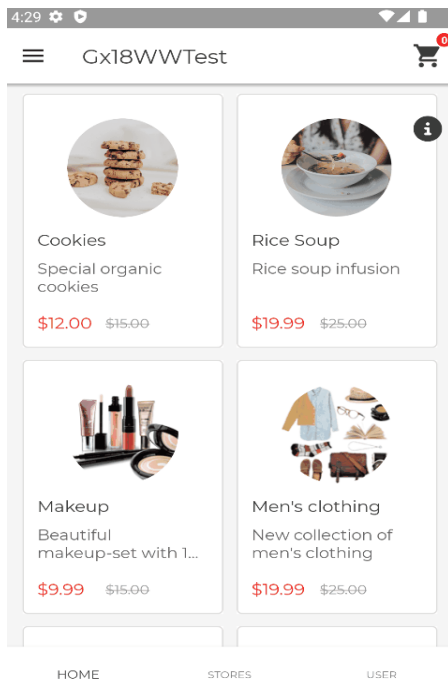 4:29
Gx18WWTest
0
Cookies
Special organic
cookies
$12.00 $15.00
Rice Soup
Rice soup infusion
$19.99 $25.00
Makeup
Beautiful
makeup-set with 1...
$9.99 $15.00
Men's clothing
New collection of
men's clothing
$19.99 $25.00
HOME STORES USER